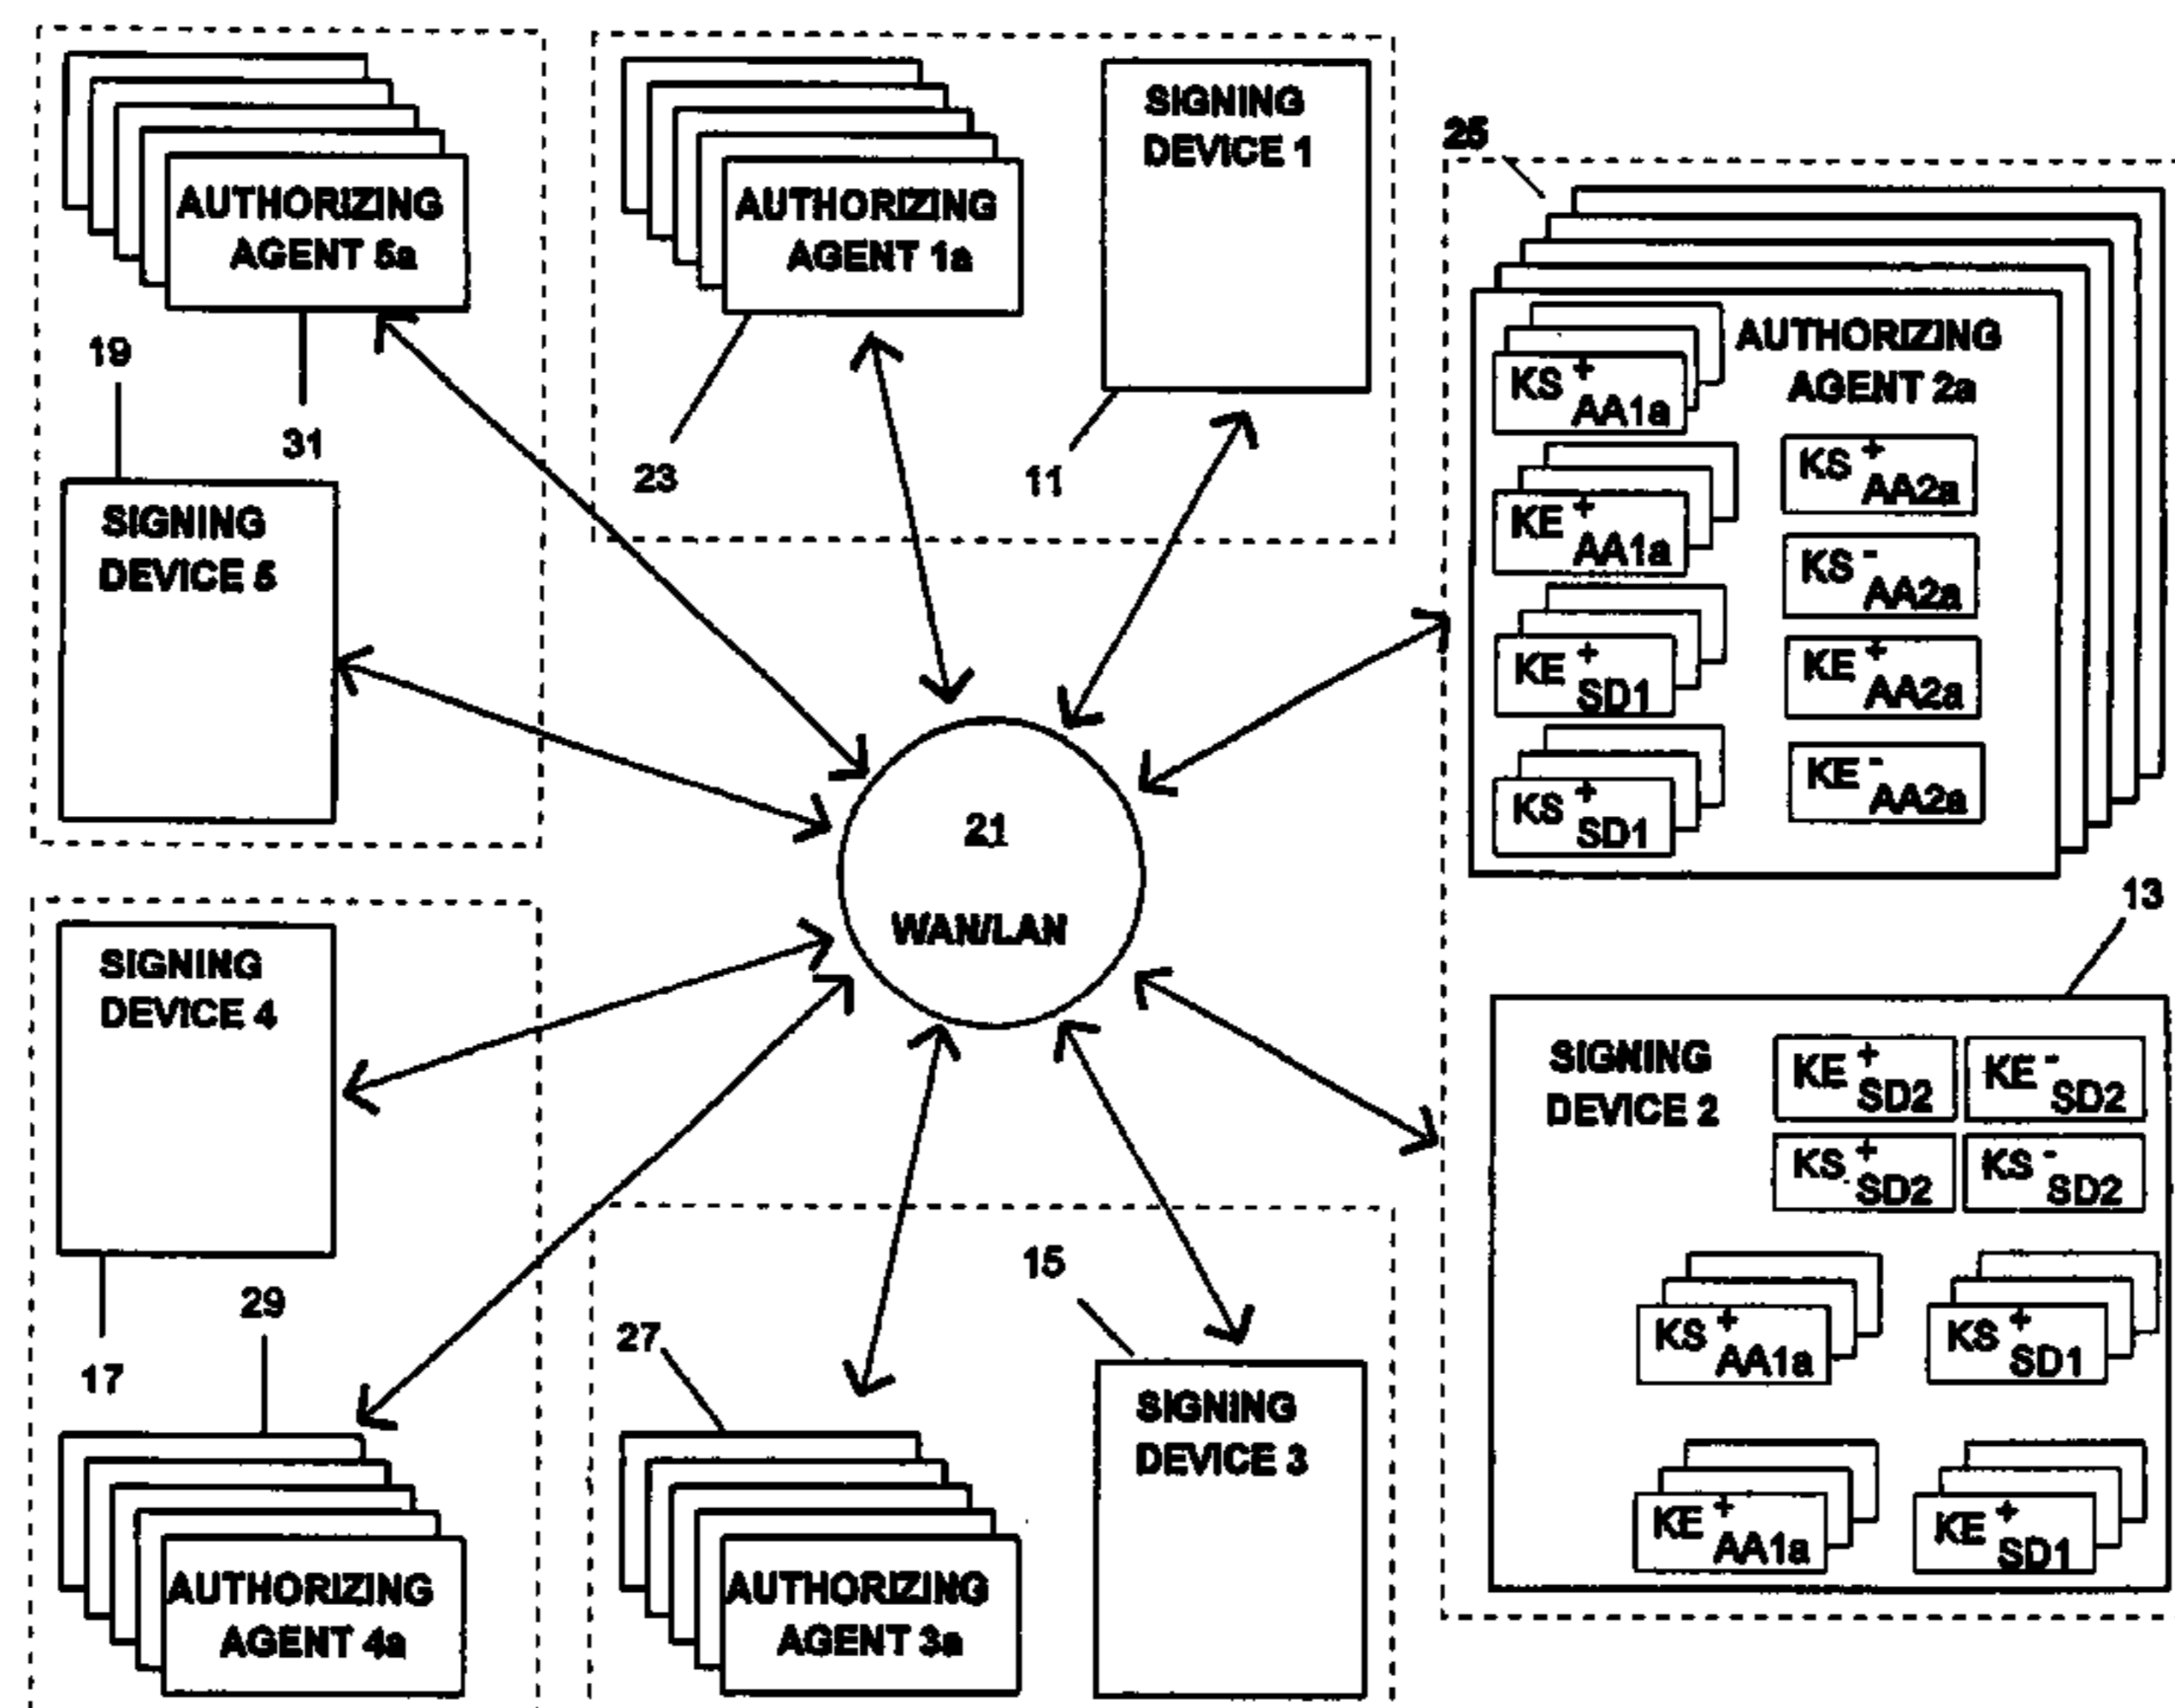 AUTHORIZING
AGENT 5a
19
31
SIGNING
DEVICE 5
AUTHORIZING
AGENT 1a
SIGNING
DEVICE 1
23
11
25
AUTHORIZING
AGENT 2a
KS +
AA1a
KE +
AA1a
KE +
SD1
KS +
SD1
KS +
AA2a
KS -
AA2a
KE +
AA2a
KE -
AA2a
21
WAN/LAN
13
SIGNING
DEVICE 2
KE +
SD2
KE -
SD2
KS +
SD2
KS -
SD2
KS +
AA1a
KS +
SD1
KE +
AA1a
KE +
SD1
SIGNING
DEVICE 4
17
29
AUTHORIZING
AGENT 4a
27
15
AUTHORIZING
AGENT 3a
SIGNING
DEVICE 3